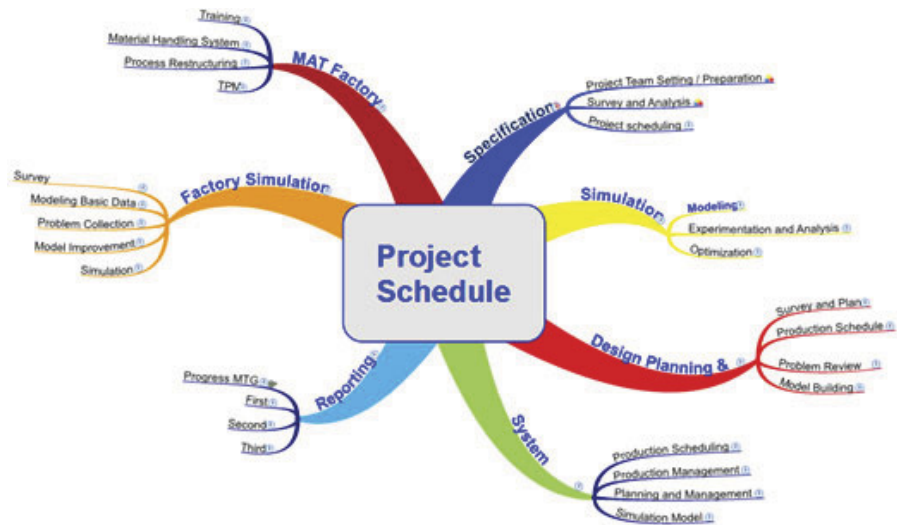 Project
Schedule
MAT Factory
Training
Material Handling System
Process Restructuring
TPM
Specification
Project Team Setting / Preparation
Survey and Analysis
Project scheduling
Simulation
Modeling
Experimentation and Analysis
Optimization
Design Planning &
Survey and Plan
Production Schedule
Problem Review
Model Building
System
Production Scheduling
Production Management
Planning and Management
Simulation Model
Reporting
Progress MTG
First
Second
Third
Factory Simulation
Survey
Modeling Basic Data
Problem Collection
Model Improvement
Simulation